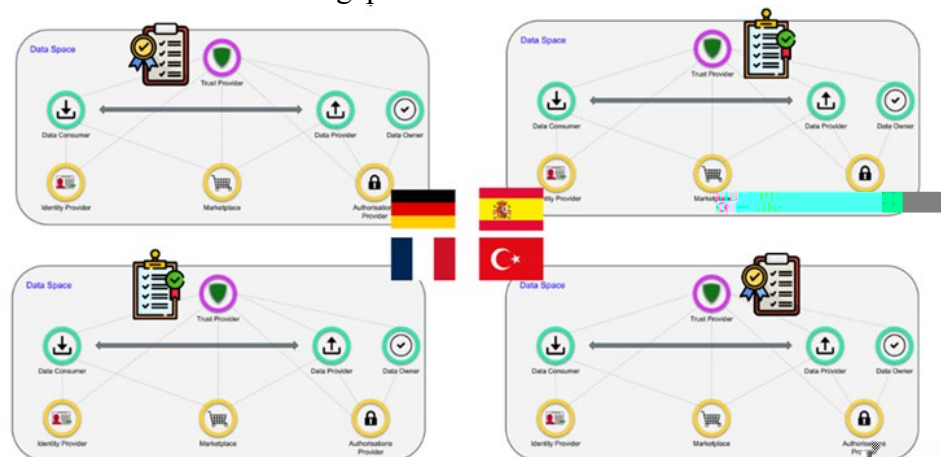 Data Space
Trust Provider
Data Consumer
Data Provider
Data Owner
Identity Provider
Marketplace
Authorisations
Provider
Data Space
Trust Provider
Data Consumer
Data Provider
Data Owner
Identity Provider
Data Space
Trust Provider
Data Consumer
Data Provider
Data Owner
Identity Provider
Marketplace
Authorisations
Provider
Data Space
Trust Provider
Data Consumer
Data Provider
Data Owner
Identity Provider
Marketplace